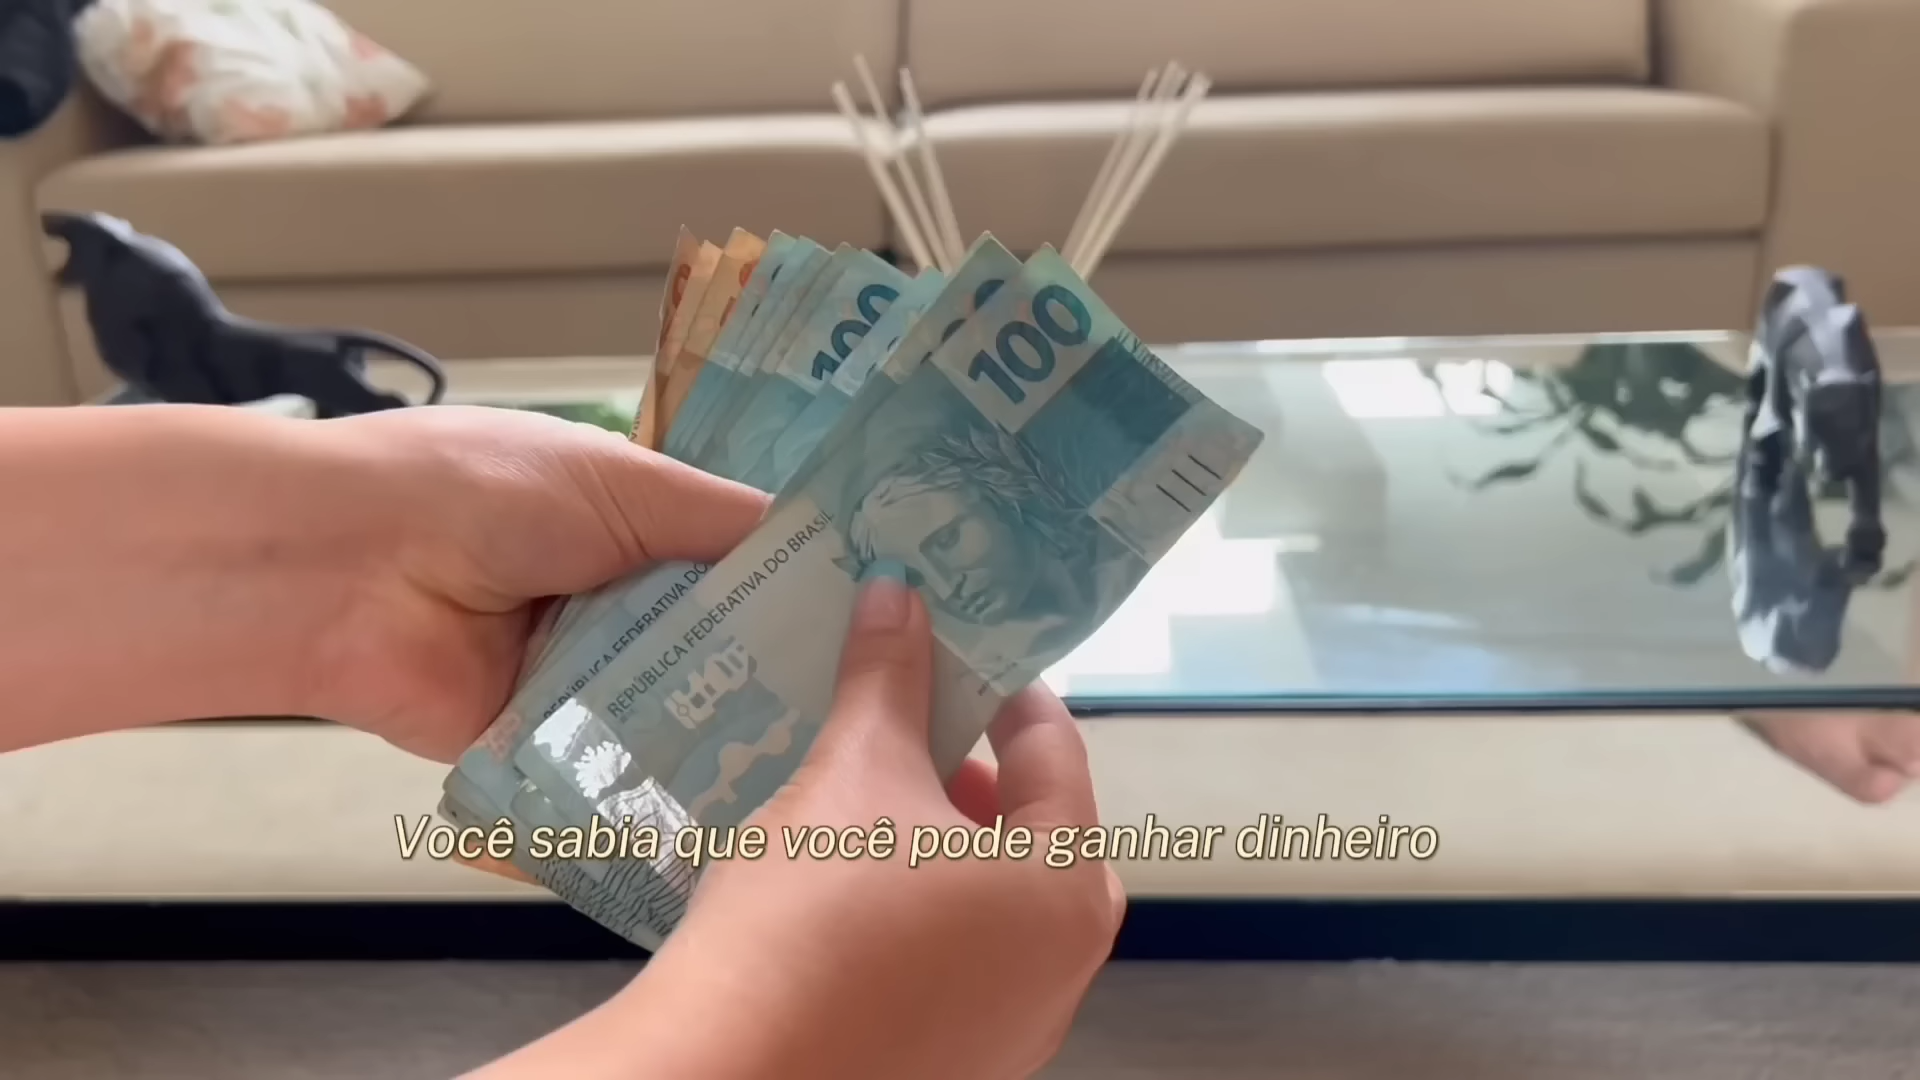 100
100
REPÚBLICA FEDERATIVA DO BRASIL
REPÚBLICA FEDERATIVA DO
Você sabia que você pode ganhar dinheiro